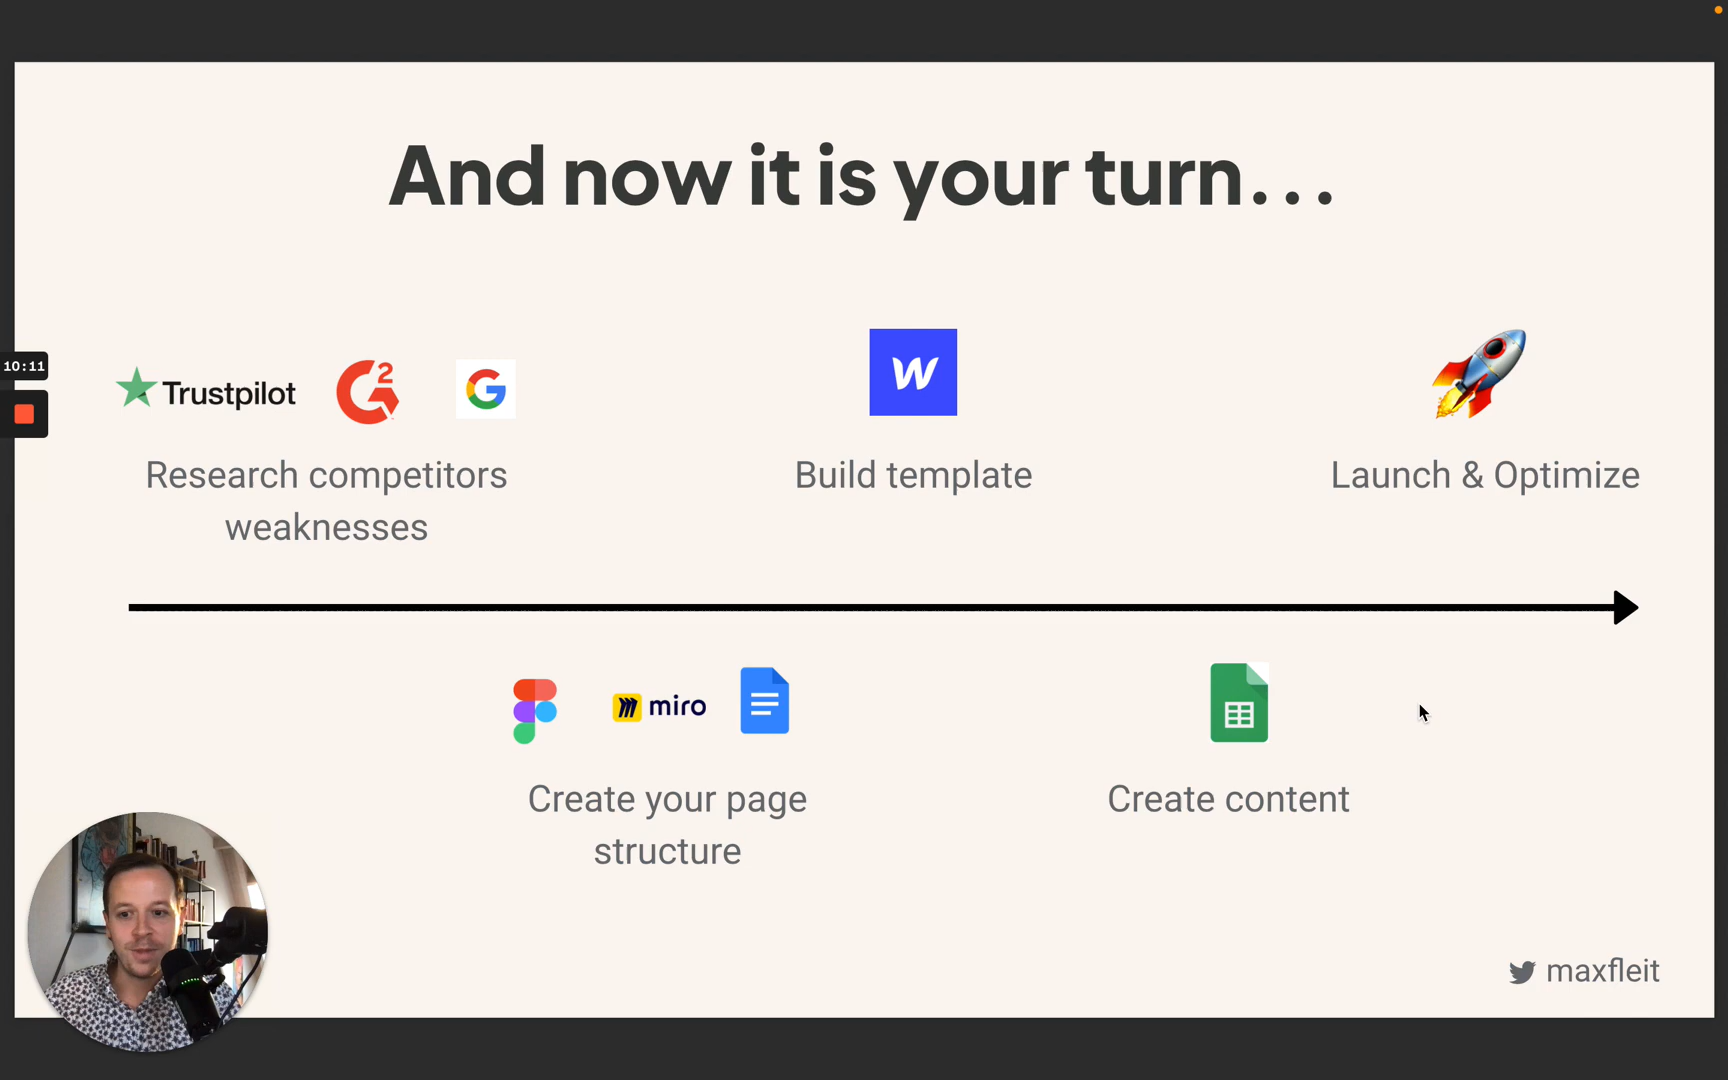 And now it is your turn...
10:11
Trustpilot
G2
G
W
Research competitors
weaknesses
Build template
Launch & Optimize
miro
Create your page
structure
Create content
maxfleit